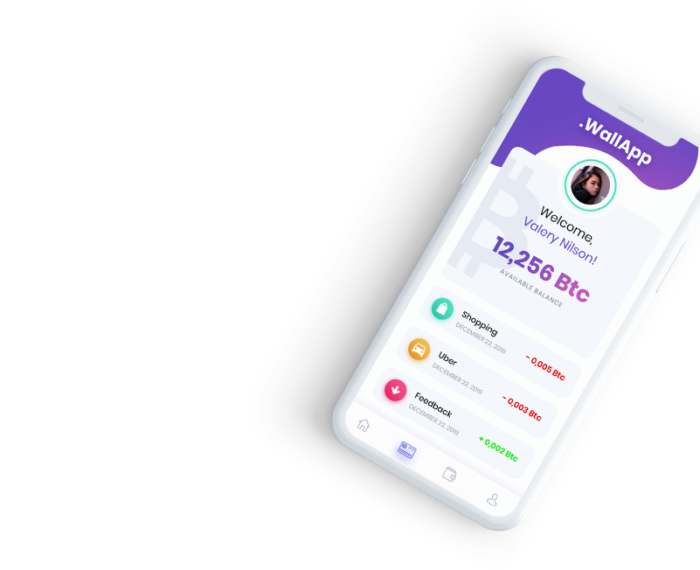 .WallApp
Welcome,
Valery Nilson!
12,256 Btc
AVAILABLE BALANCE
Shopping
DECEMBER 22, 2019
- 0,005 Btc
Uber
DECEMBER 22, 2019
- 0,003 Btc
Feedback
DECEMBER 22, 2019
+ 0,002 Btc